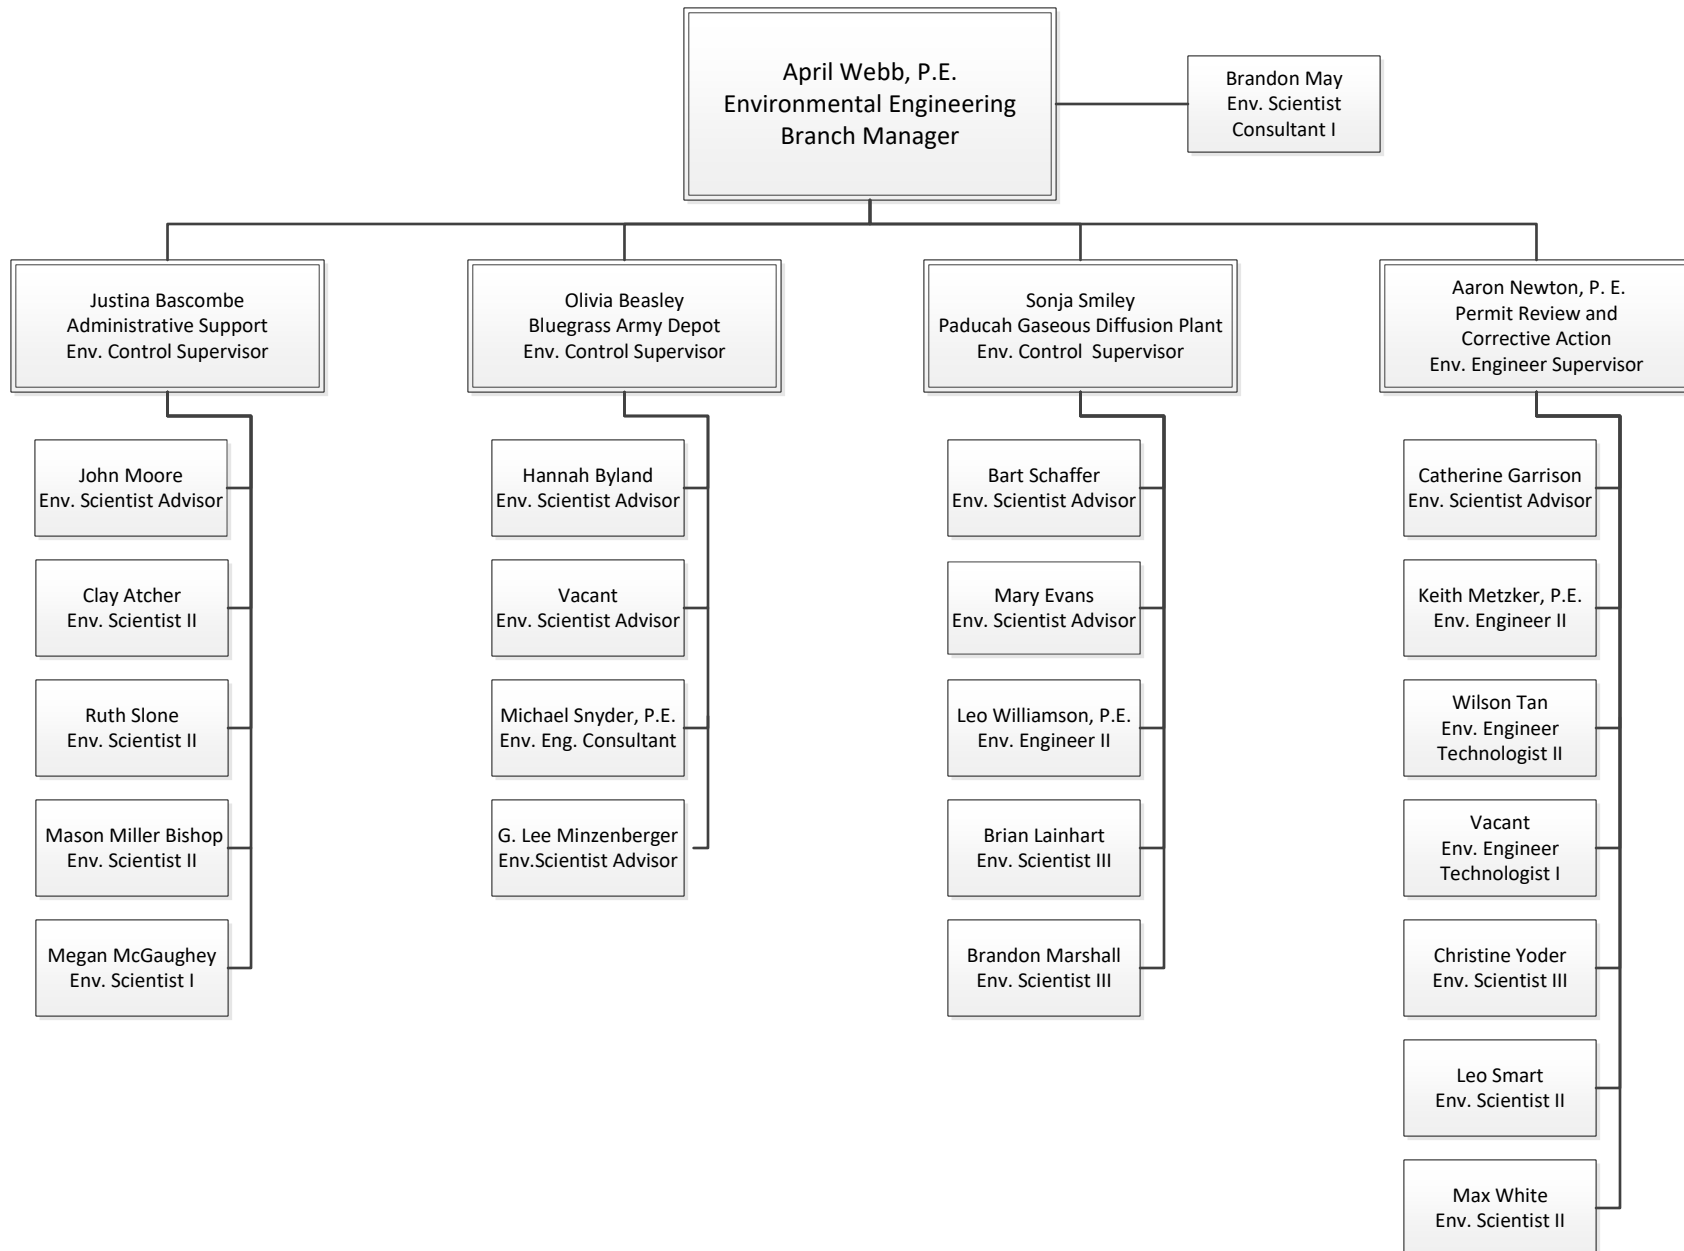 April Webb, P.E.
Environmental Engineering
Branch Manager
Brandon May
Env. Scientist
Consultant I
Justina Bascombe
Administrative Support
Env. Control Supervisor
Olivia Beasley
Bluegrass Army Depot
Env. Control Supervisor
Sonja Smiley
Paducah Gaseous Diffusion Plant
Env. Control  Supervisor
Aaron Newton, P. E.
Permit Review and
Corrective Action
Env. Engineer Supervisor
John Moore
Env. Scientist Advisor
Clay Atcher
Env. Scientist II
Ruth Slone
Env. Scientist II
Mason Miller Bishop
Env. Scientist II
Megan McGaughey
Env. Scientist I
Hannah Byland
Env. Scientist Advisor
Vacant
Env. Scientist Advisor
Michael Snyder, P.E.
Env. Eng. Consultant
G. Lee Minzenberger
Env.Scientist Advisor
Bart Schaffer
Env. Scientist Advisor
Mary Evans
Env. Scientist Advisor
Leo Williamson, P.E.
Env. Engineer II
Brian Lainhart
Env. Scientist III
Brandon Marshall
Env. Scientist III
Catherine Garrison
Env. Scientist Advisor
Keith Metzker, P.E.
Env. Engineer II
Wilson Tan
Env. Engineer
Technologist II
Vacant
Env. Engineer
Technologist I
Christine Yoder
Env. Scientist III
Leo Smart
Env. Scientist II
Max White
Env. Scientist II